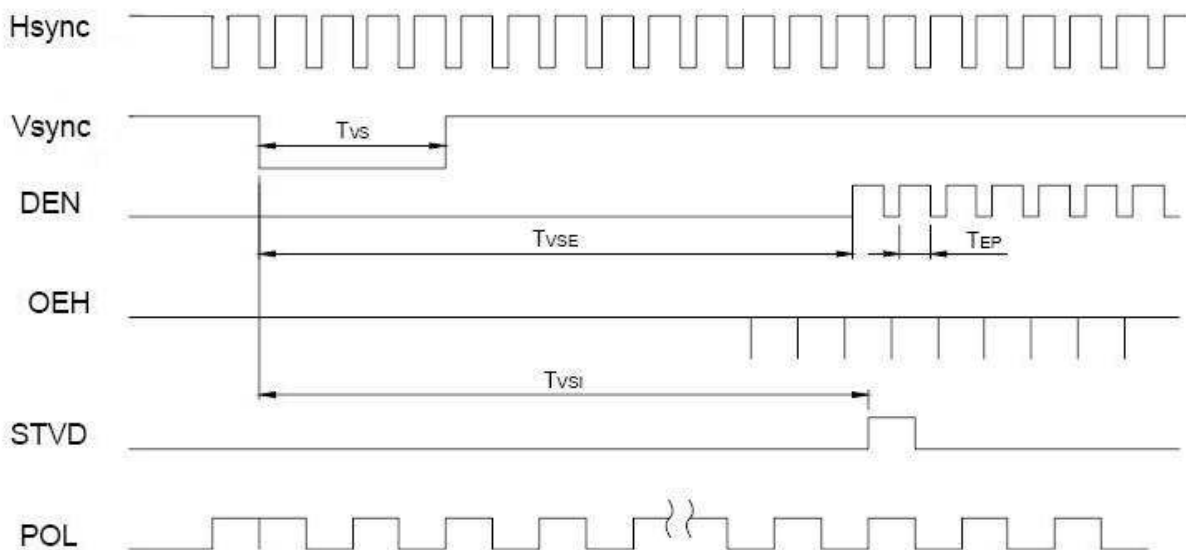 Hsync
Vsync
TVS
DEN
TVSE
TEP
OEH
TVSI
STVD
POL